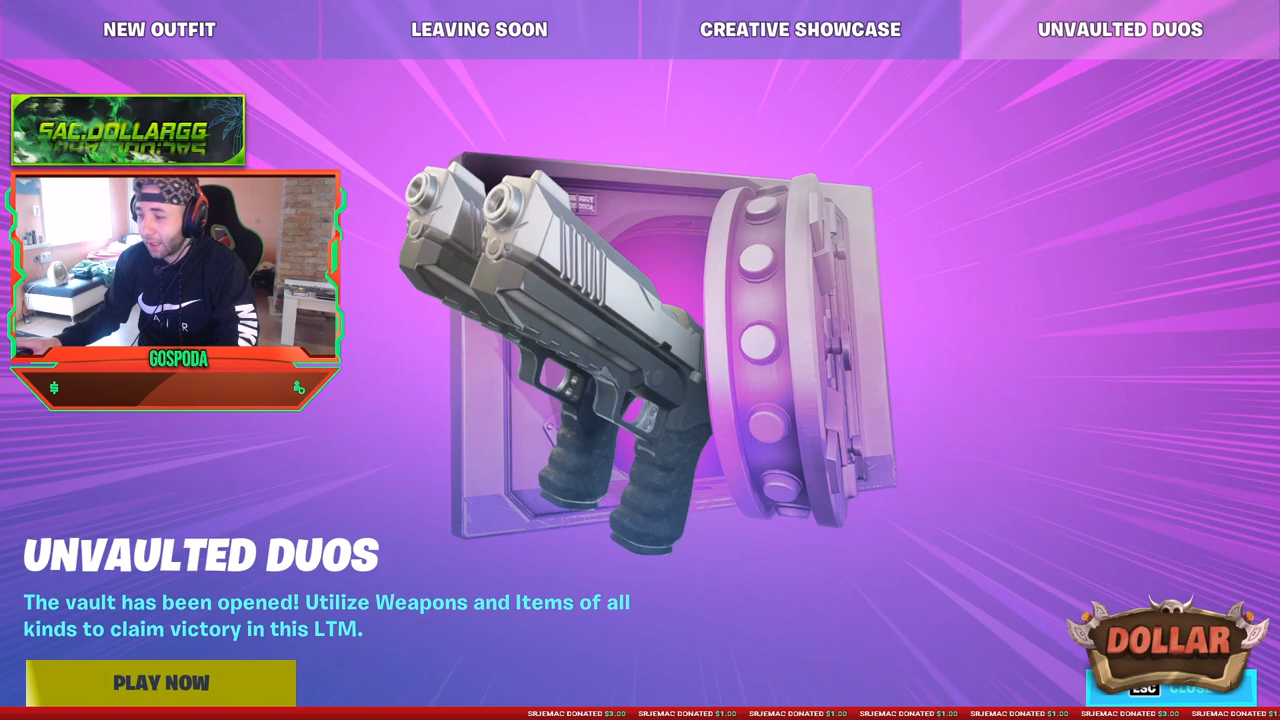 NEW OUTFIT
LEAVING SOON
CREATIVE SHOWCASE
UNVAULTED DUOS
SAC:DOLLARGG
AIR
GOSPODA
UNVAULTED DUOS
The vault has been opened! Utilize Weapons and Items of all
kinds to claim victory in this LTM.
PLAY NOW
DOLLAR
ESC CLOSE
SRJEMAC DONATED $3.00 SRJEMAC DONATED $1.00 SRJEMAC DONATED $1.00 SRJEMAC DONATED $1.00 SRJEMAC DONATED $1.00 SRJEMAC DONATED $3.00 SRJEMAC DONATED $1